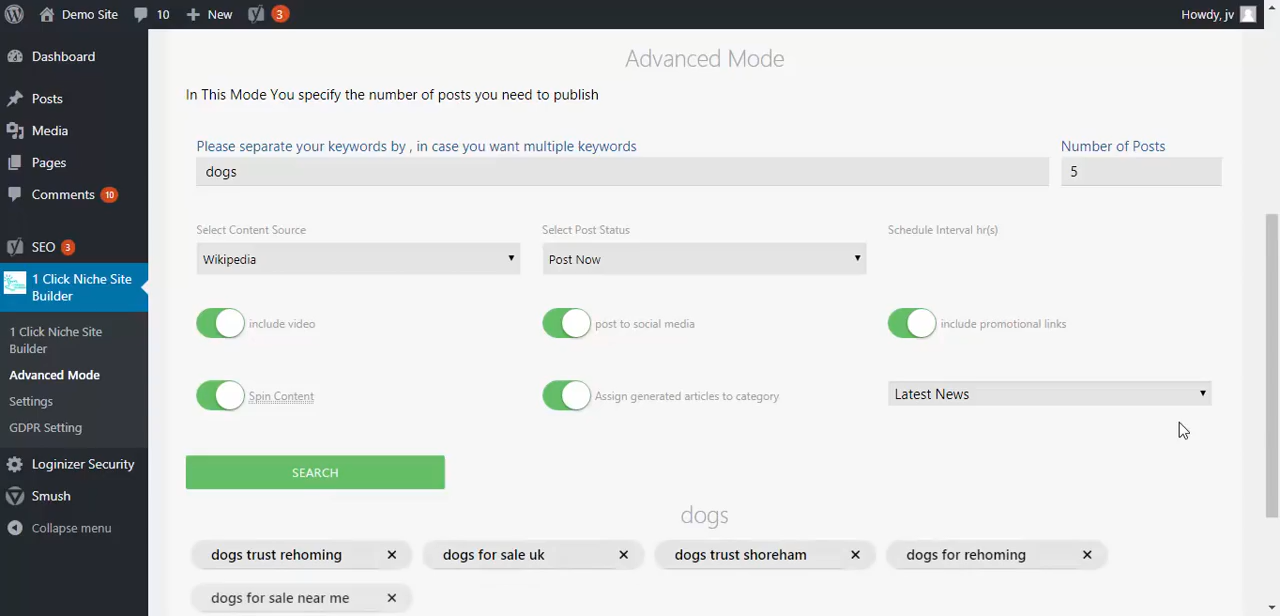 Demo Site
10
New
3
Howdy, jv
Dashboard
Posts
Media
Pages
Comments 10
SEO 3
1 Click Niche Site
Builder
1 Click Niche Site
Builder
Advanced Mode
Settings
GDPR Setting
Loginizer Security
Smush
Collapse menu
Advanced Mode
In This Mode You specify the number of posts you need to publish
Please separate your keywords by , in case you want multiple keywords
Number of Posts
dogs
5
Select Content Source
Select Post Status
Schedule Interval hr(s)
Wikipedia
Post Now
include video
post to social media
include promotional links
Spin Content
Assign generated articles to category
Latest News
SEARCH
dogs
dogs trust rehoming
dogs for sale uk
dogs trust shoreham
dogs for rehoming
dogs for sale near me